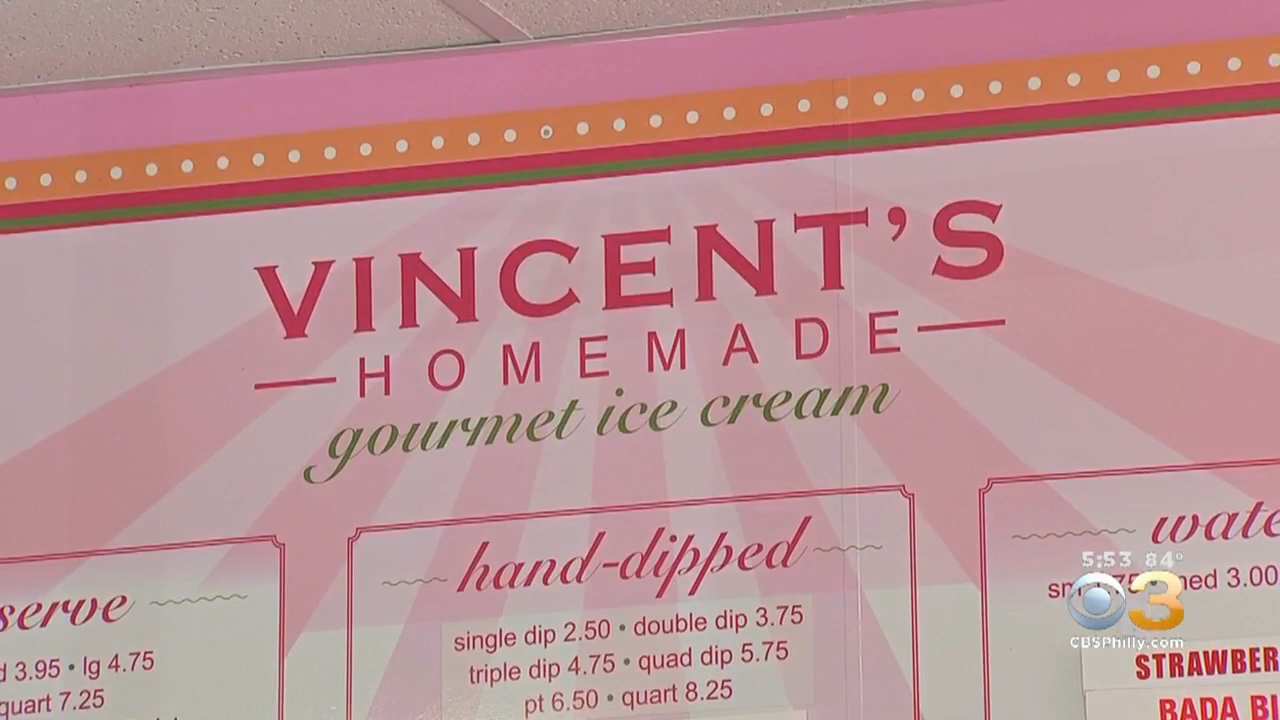 VINCENT'S
HOMEMADE
gourmet ice cream
serve
3.95 • lg 4.75
quart 7.25
hand-dipped
single dip 2.50 • double dip 3.75
triple dip 4.75 • quad dip 5.75
pt 6.50 • quart 8.25
3.00
5:53 84°
3
CBSPhilly.com